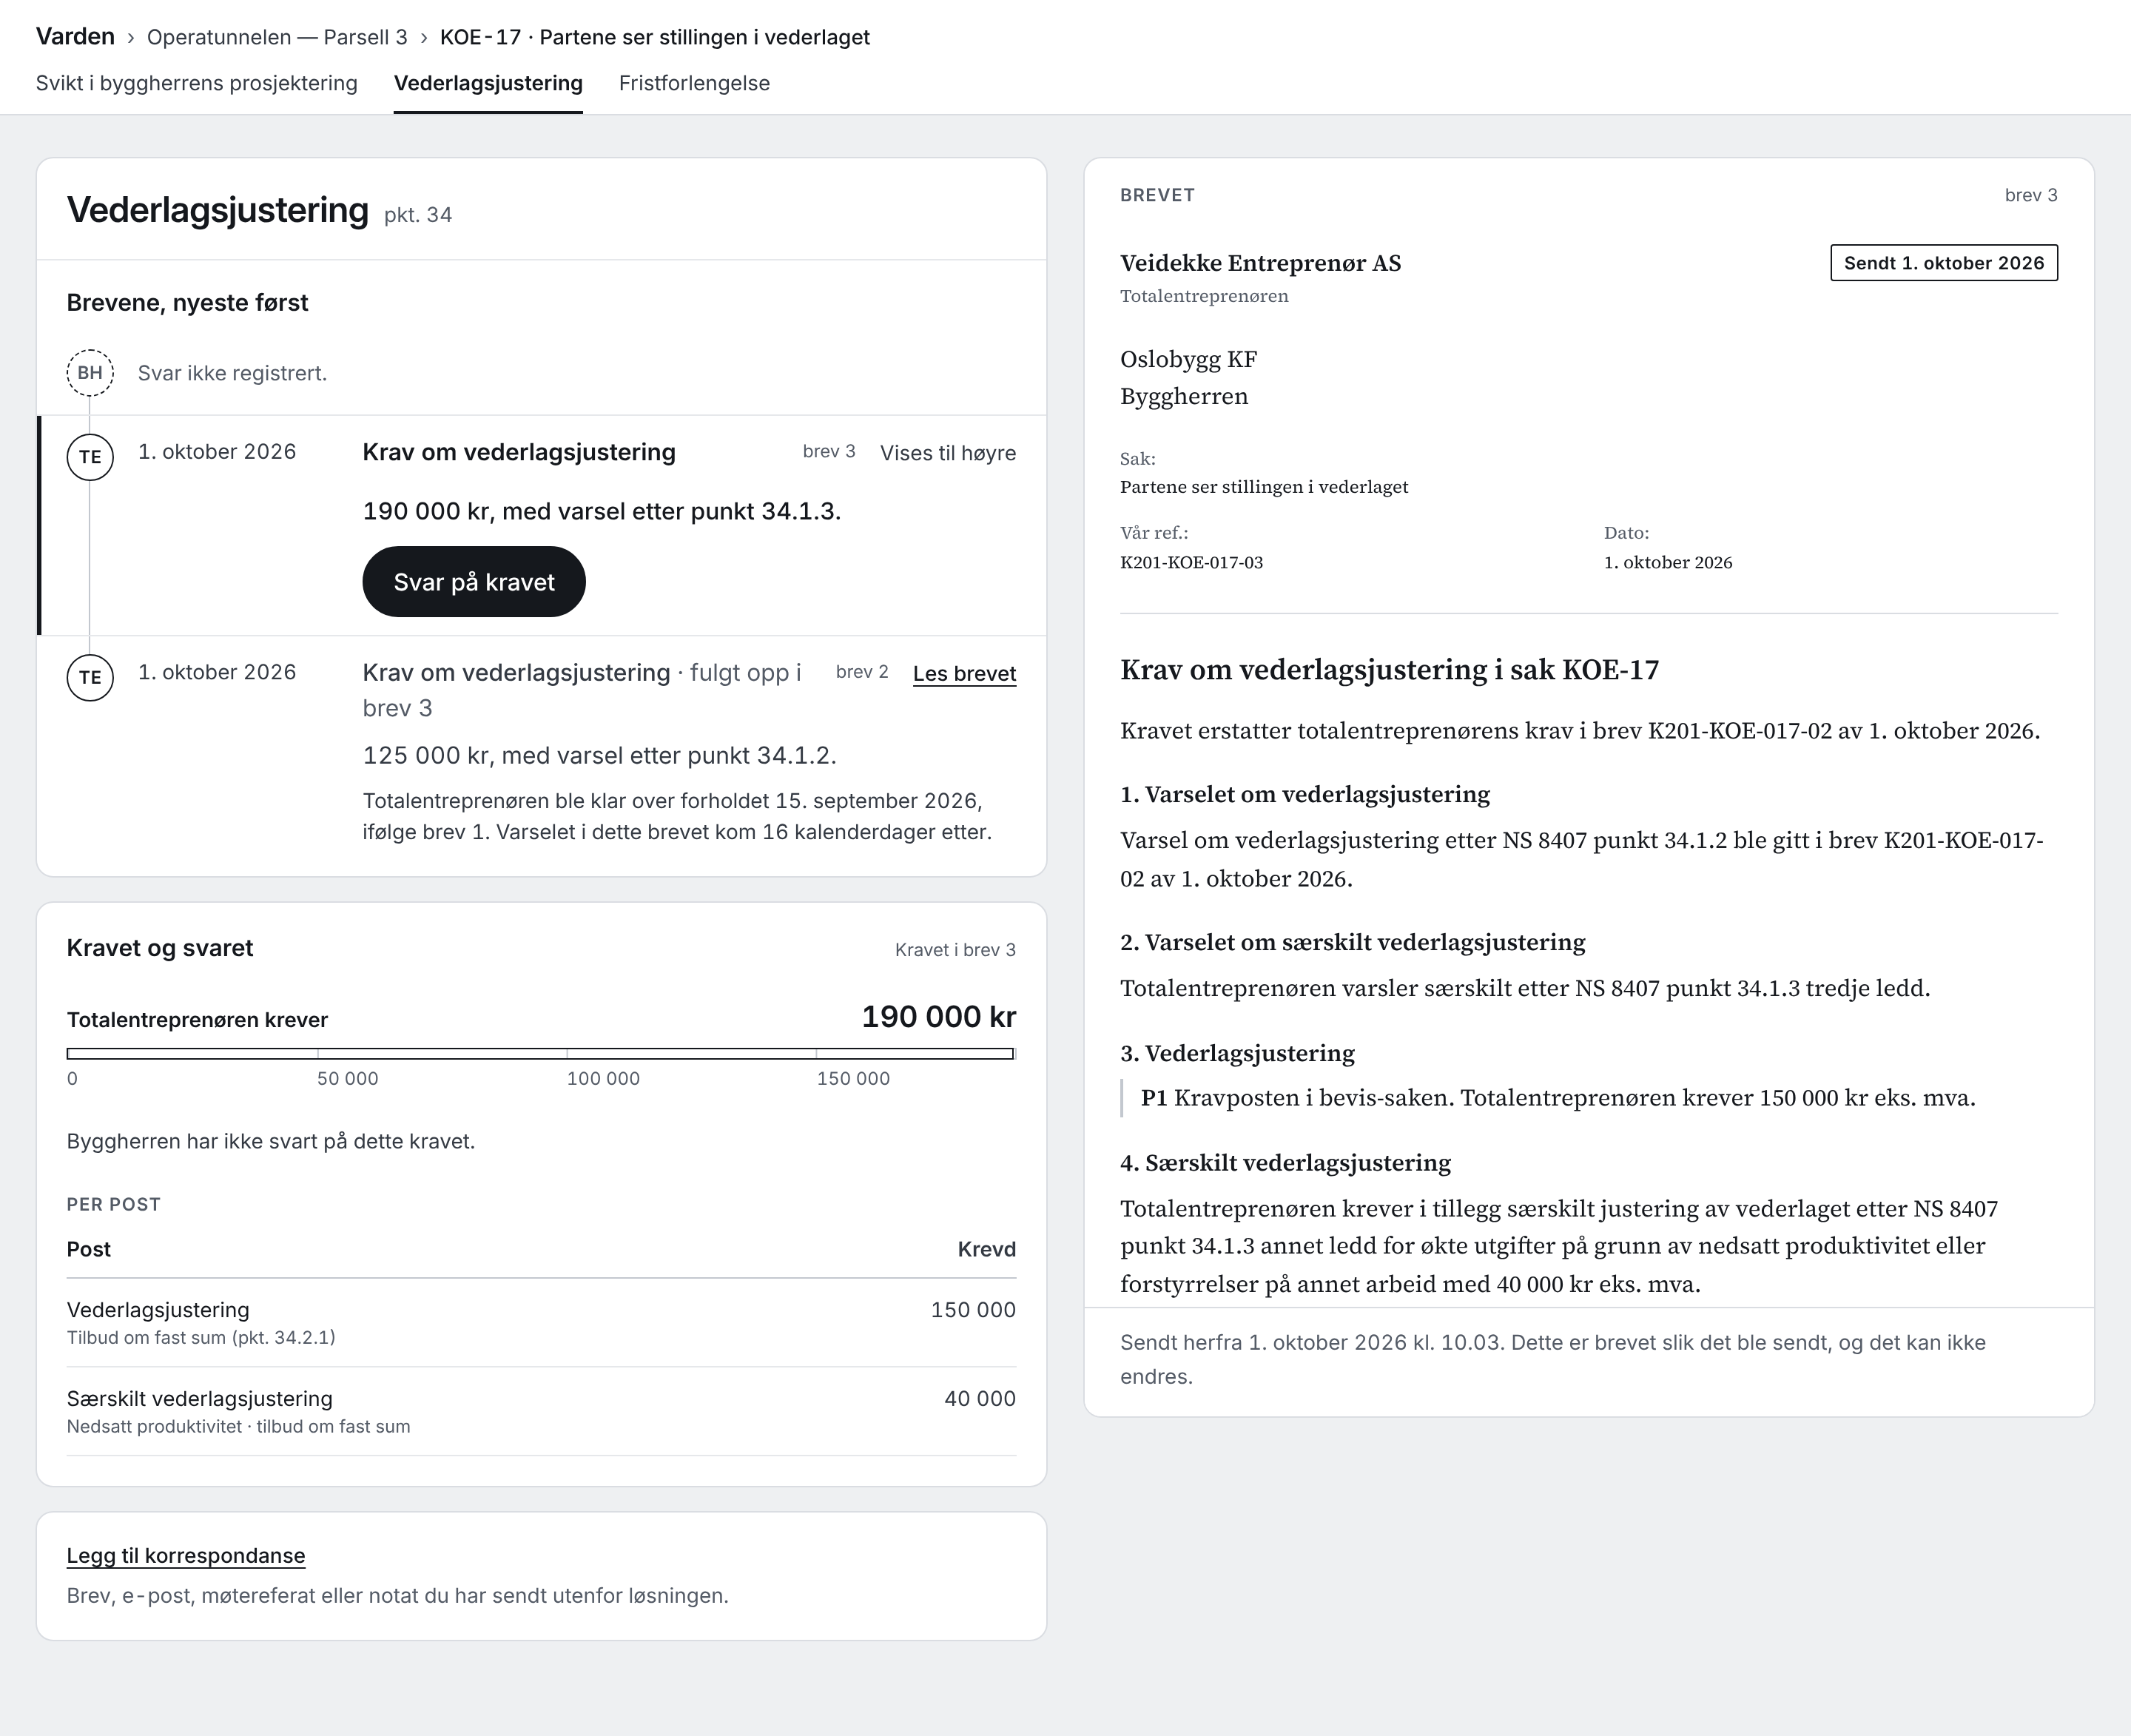 Varden › Operatunnelen — Parsell 3 › KOE-17 · Partene ser stillingen i vederlaget
Svikt i byggherrens prosjektering Vederlagsjustering Fristforlengelse
Vederlagsjustering pkt. 34
Brevene, nyeste først
BH Svar ikke registrert.
TE 1. oktober 2026 Krav om vederlagsjustering brev 3 Vises til høyre
190 000 kr, med varsel etter punkt 34.1.3.
Svar på kravet
TE 1. oktober 2026 Krav om vederlagsjustering · fulgt opp i brev 2 Les brevet
brev 3
125 000 kr, med varsel etter punkt 34.1.2.
Totalentreprenøren ble klar over forholdet 15. september 2026,
ifølge brev 1. Varselet i dette brevet kom 16 kalenderdager etter.
Kravet og svaret Kravet i brev 3
Totalentreprenøren krever 190 000 kr
0 50 000 100 000 150 000
Byggherren har ikke svart på dette kravet.
PER POST
Post Krevd
Vederlagsjustering 150 000
Tilbud om fast sum (pkt. 34.2.1)
Særskilt vederlagsjustering 40 000
Nedsatt produktivitet · tilbud om fast sum
Legg til korrespondanse
Brev, e-post, møtereferat eller notat du har sendt utenfor løsningen.
BREVET brev 3
Veidekke Entreprenør AS Sendt 1. oktober 2026
Totalentreprenøren
Oslobygg KF
Byggherren
Sak:
Partene ser stillingen i vederlaget
Vår ref.: Dato:
K201-KOE-017-03 1. oktober 2026
Krav om vederlagsjustering i sak KOE-17
Kravet erstatter totalentreprenørens krav i brev K201-KOE-017-02 av 1. oktober 2026.
1. Varselet om vederlagsjustering
Varsel om vederlagsjustering etter NS 8407 punkt 34.1.2 ble gitt i brev K201-KOE-017-
02 av 1. oktober 2026.
2. Varselet om særskilt vederlagsjustering
Totalentreprenøren varsler særskilt etter NS 8407 punkt 34.1.3 tredje ledd.
3. Vederlagsjustering
P1 Kravposten i bevis-saken. Totalentreprenøren krever 150 000 kr eks. mva.
4. Særskilt vederlagsjustering
Totalentreprenøren krever i tillegg særskilt justering av vederlaget etter NS 8407
punkt 34.1.3 annet ledd for økte utgifter på grunn av nedsatt produktivitet eller
forstyrrelser på annet arbeid med 40 000 kr eks. mva.
Sendt herfra 1. oktober 2026 kl. 10.03. Dette er brevet slik det ble sendt, og det kan ikke
endres.